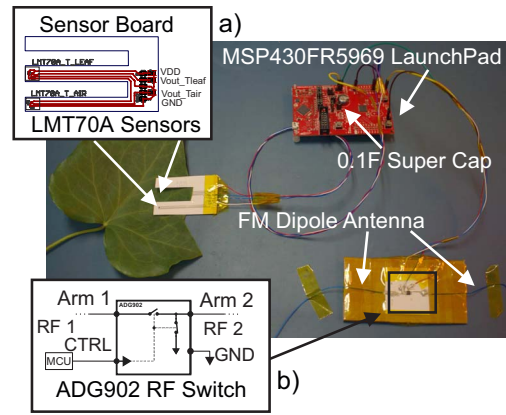 Sensor Board
a)
LMT70A_T_LEAF
VDD
Vout_Tleaf
LMT70A_T_AIR
Vout_Tair
GND
LMT70A Sensors
MSP430FR5969 LaunchPad
0.1F Super Cap
FM Dipole Antenna
Arm 1
ADG902
Arm 2
RF 1
RF 2
CTRL
MCU
GND
ADG902 RF Switch
b)